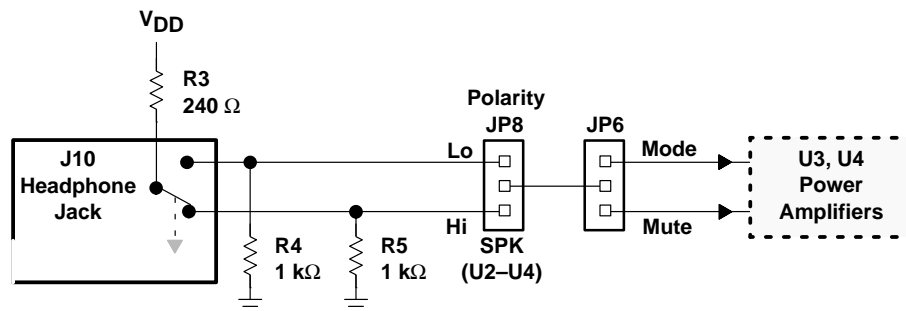 VDD
R3
240 Ω
Polarity
JP8
JP6
J10
Headphone
Jack
Lo
Mode
U3, U4
Power
Amplifiers
Hi
Mute
R4
1 kΩ
R5
1 kΩ
SPK
(U2–U4)